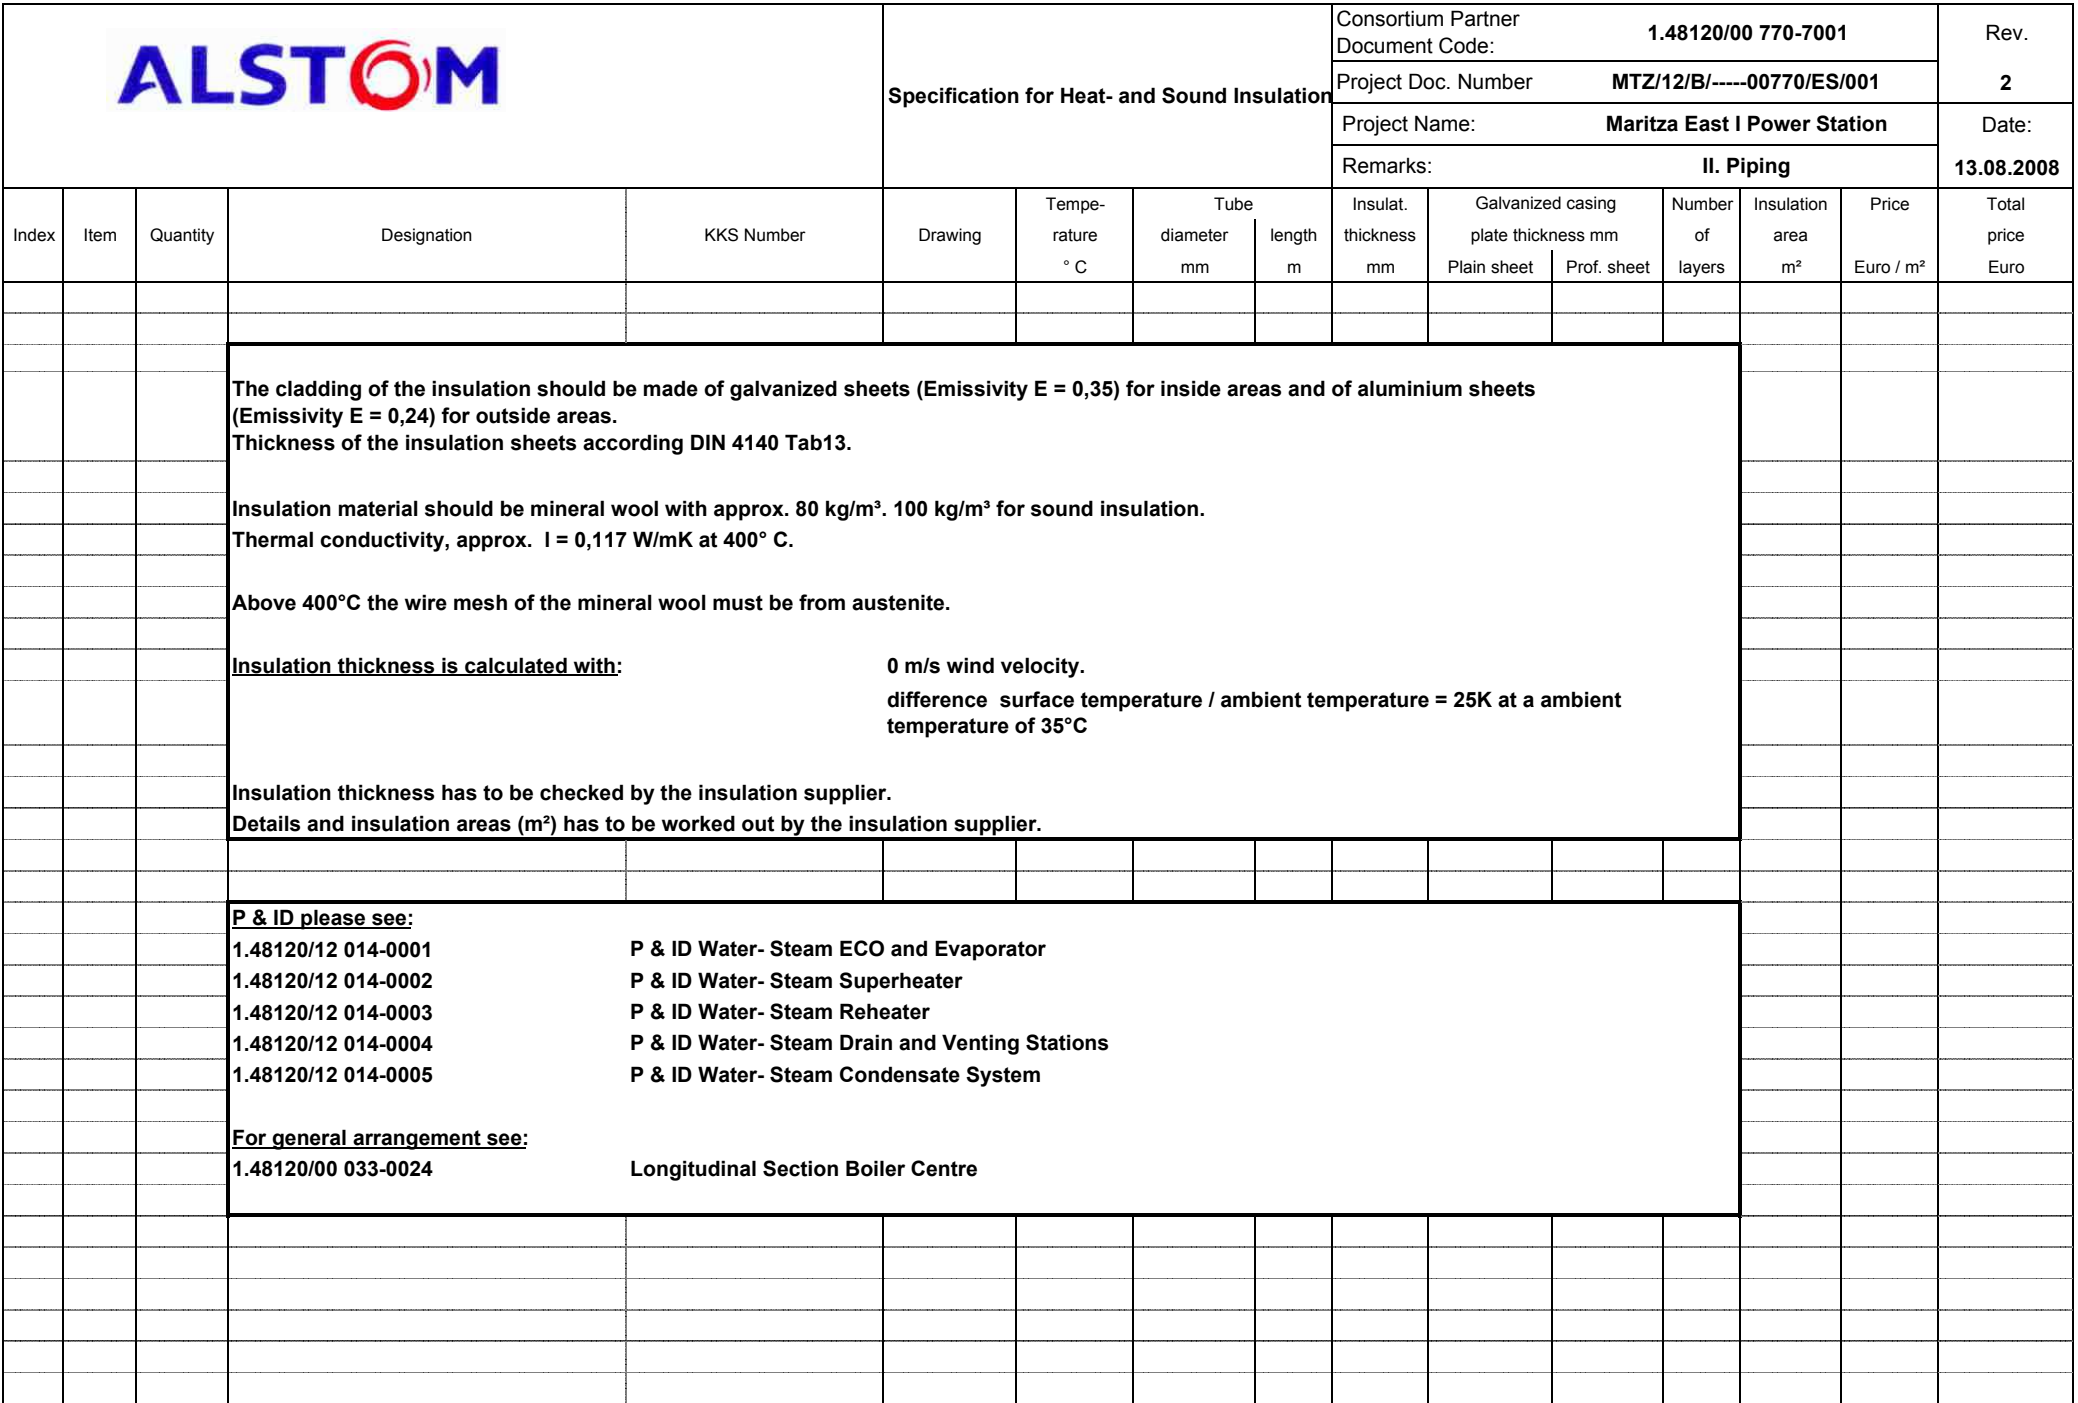 ALSTOM
Specification for Heat- and Sound Insulation
Consortium Partner
Document Code:
1.48120/00 770-7001
Rev.
Project Doc. Number
MTZ/12/B/-----00770/ES/001
2
Project Name:
Maritza East I Power Station
Date:
Remarks:
II. Piping
13.08.2008
Index
Item
Quantity
Designation
KKS Number
Drawing
Tempe-
rature
° C
Tube
diameter
mm
length
m
Insulat.
thickness
mm
Galvanized casing
plate thickness mm
Plain sheet
Prof. sheet
Number
of
layers
Insulation
area
m²
Price
Euro / m²
Total
price
Euro
The cladding of the insulation should be made of galvanized sheets (Emissivity E = 0,35) for inside areas and of aluminium sheets
(Emissivity E = 0,24) for outside areas.
Thickness of the insulation sheets according DIN 4140 Tab13.
Insulation material should be mineral wool with approx. 80 kg/m³. 100 kg/m³ for sound insulation.
Thermal conductivity, approx. l = 0,117 W/mK at 400° C.
Above 400°C the wire mesh of the mineral wool must be from austenite.
Insulation thickness is calculated with: 0 m/s wind velocity.
difference surface temperature / ambient temperature = 25K at a ambient
temperature of 35°C
Insulation thickness has to be checked by the insulation supplier.
Details and insulation areas (m²) has to be worked out by the insulation supplier.
P & ID please see:
1.48120/12 014-0001 P & ID Water- Steam ECO and Evaporator
1.48120/12 014-0002 P & ID Water- Steam Superheater
1.48120/12 014-0003 P & ID Water- Steam Reheater
1.48120/12 014-0004 P & ID Water- Steam Drain and Venting Stations
1.48120/12 014-0005 P & ID Water- Steam Condensate System
For general arrangement see:
1.48120/00 033-0024 Longitudinal Section Boiler Centre